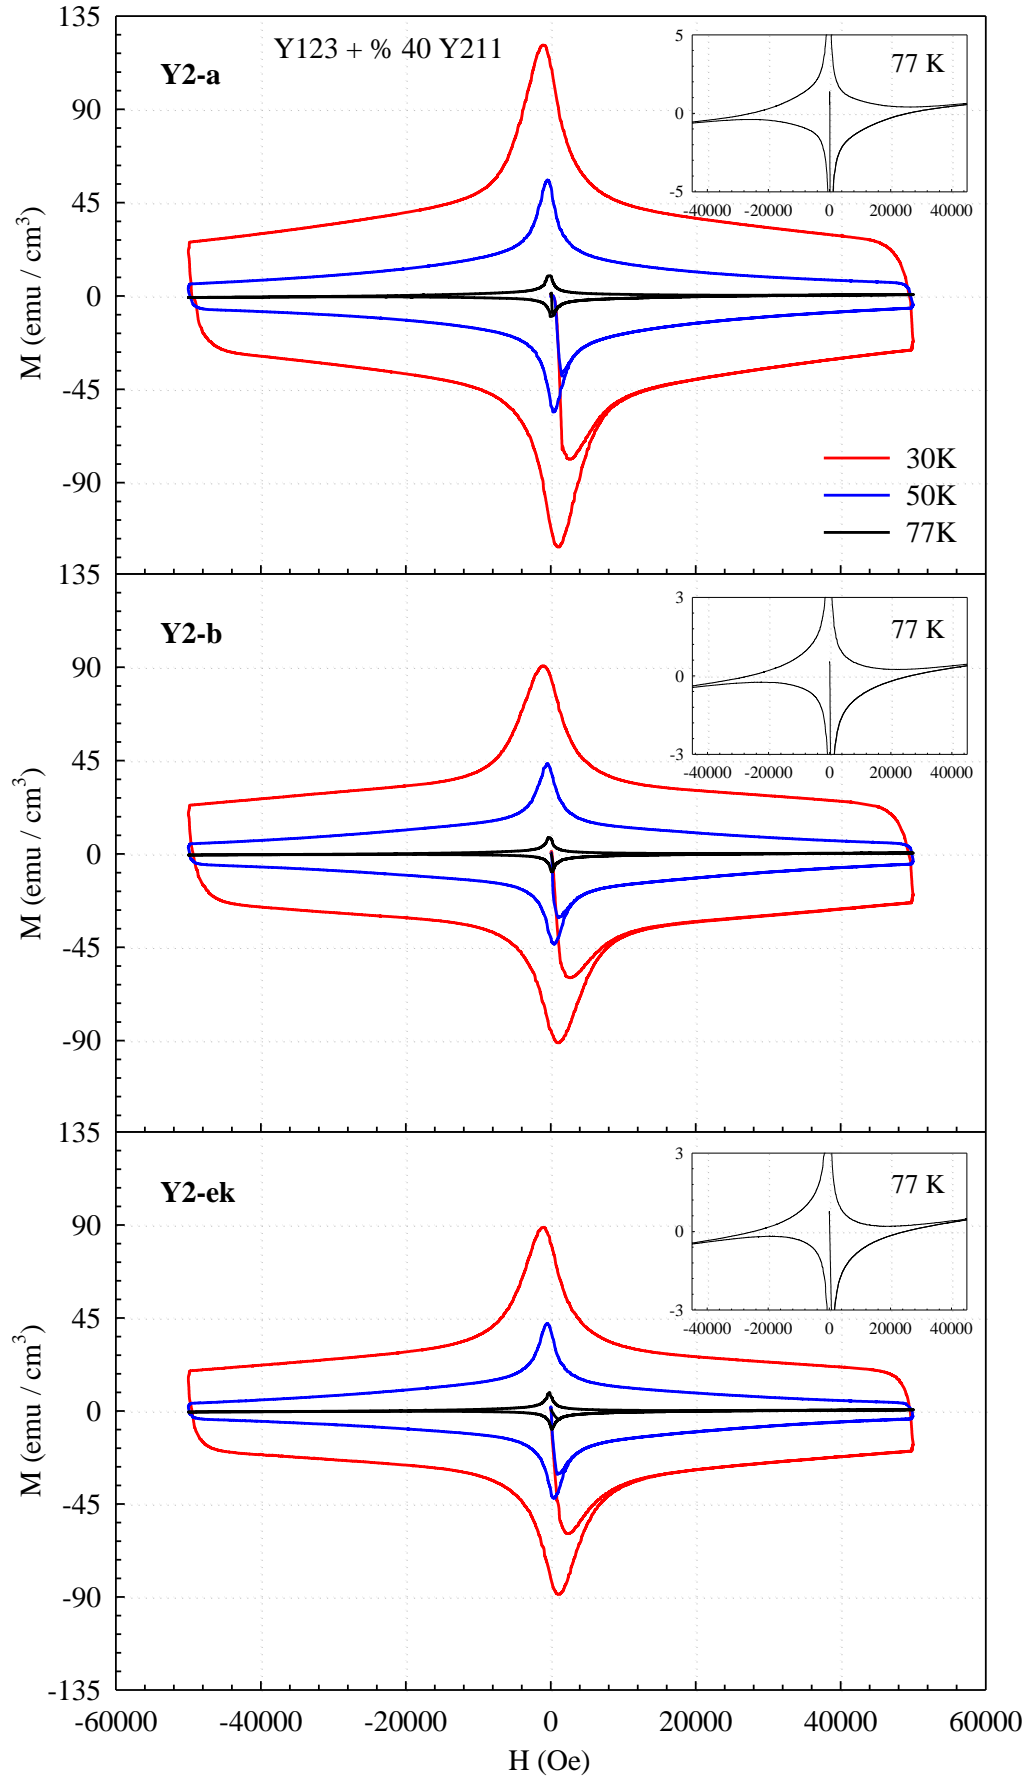 135
Y123 + % 40 Y211
Y2-a
90
45
0
-45
-90
M (emu / cm³)
5
0
-5
77 K
-40000 -20000 0 20000 40000
30K
50K
77K
135
Y2-b
90
45
0
-45
-90
M (emu / cm³)
3
0
-3
77 K
-40000 -20000 0 20000 40000
135
Y2-ek
90
45
0
-45
-90
-135
M (emu / cm³)
3
0
-3
77 K
-40000 -20000 0 20000 40000
-60000 -40000 -20000 0 20000 40000 60000
H (Oe)